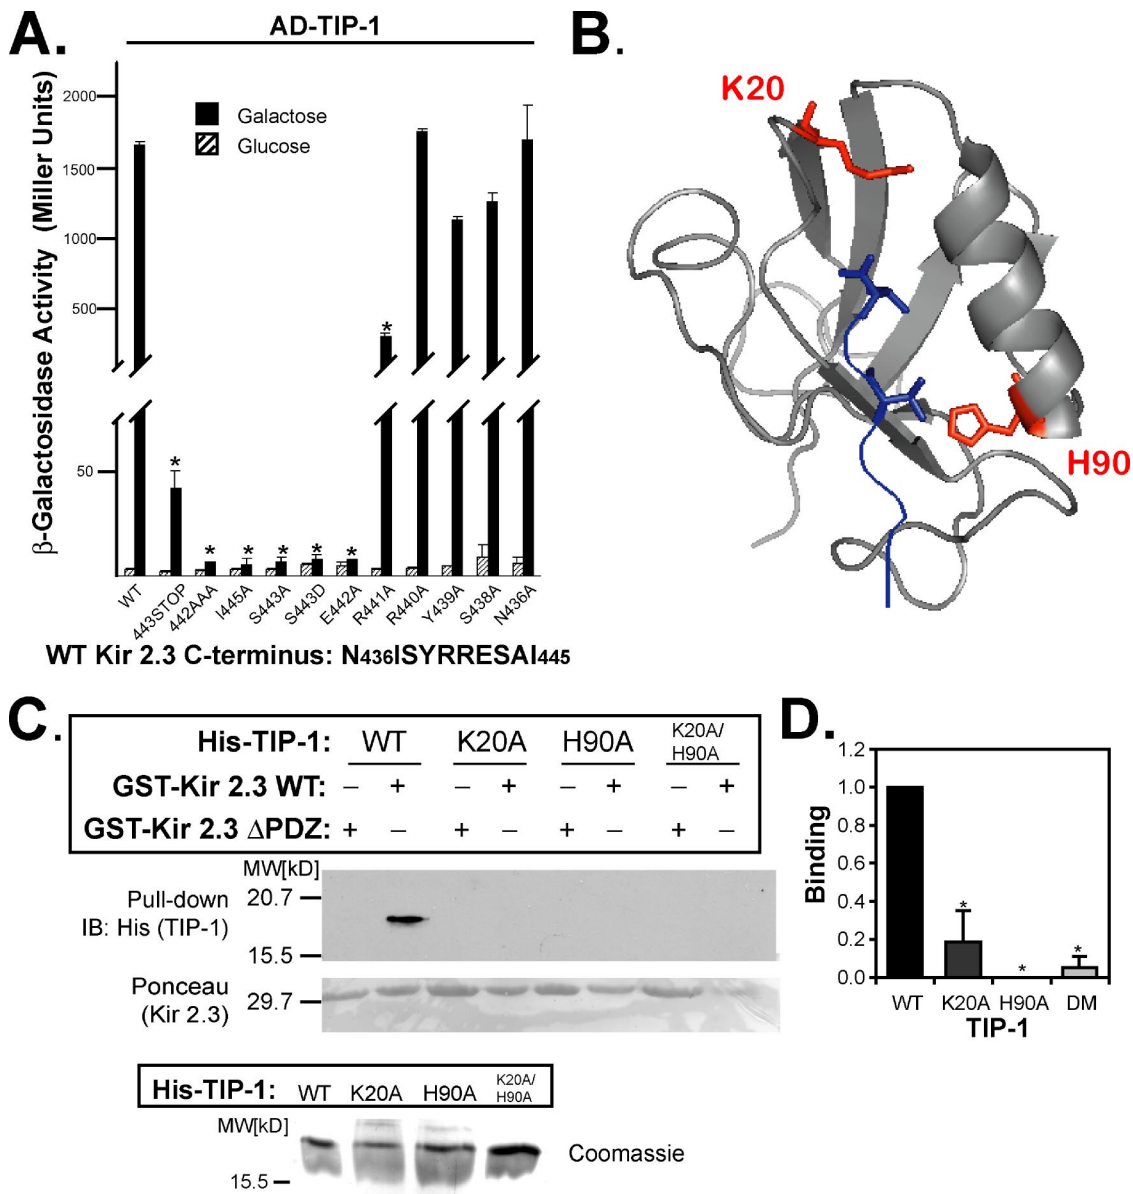 A.
AD-TIP-1
β-Galactosidase Activity (Miller Units)
2000
1500
1000
500
50
Galactose
Glucose
*
*
*
*
*
*
*
WT
443STOP
442AAA
I445A
S443A
S443D
E442A
R441A
R440A
Y439A
S438A
N436A
WT Kir 2.3 C-terminus: N436ISYRRESAI445
B.
K20
H90
C.
His-TIP-1: WT K20A H90A K20A/
H90A
GST-Kir 2.3 WT: – + – + – + – +
GST-Kir 2.3 ΔPDZ: + – + – + – + –
MW[kD]
Pull-down
IB: His (TIP-1)
20.7
15.5
Ponceau
(Kir 2.3)
29.7
His-TIP-1: WT K20A H90A K20A/
H90A
MW[kD]
15.5
Coomassie
D.
Binding
1.2
1.0
0.8
0.6
0.4
0.2
0.0
*
*
*
WT K20A H90A DM
TIP-1